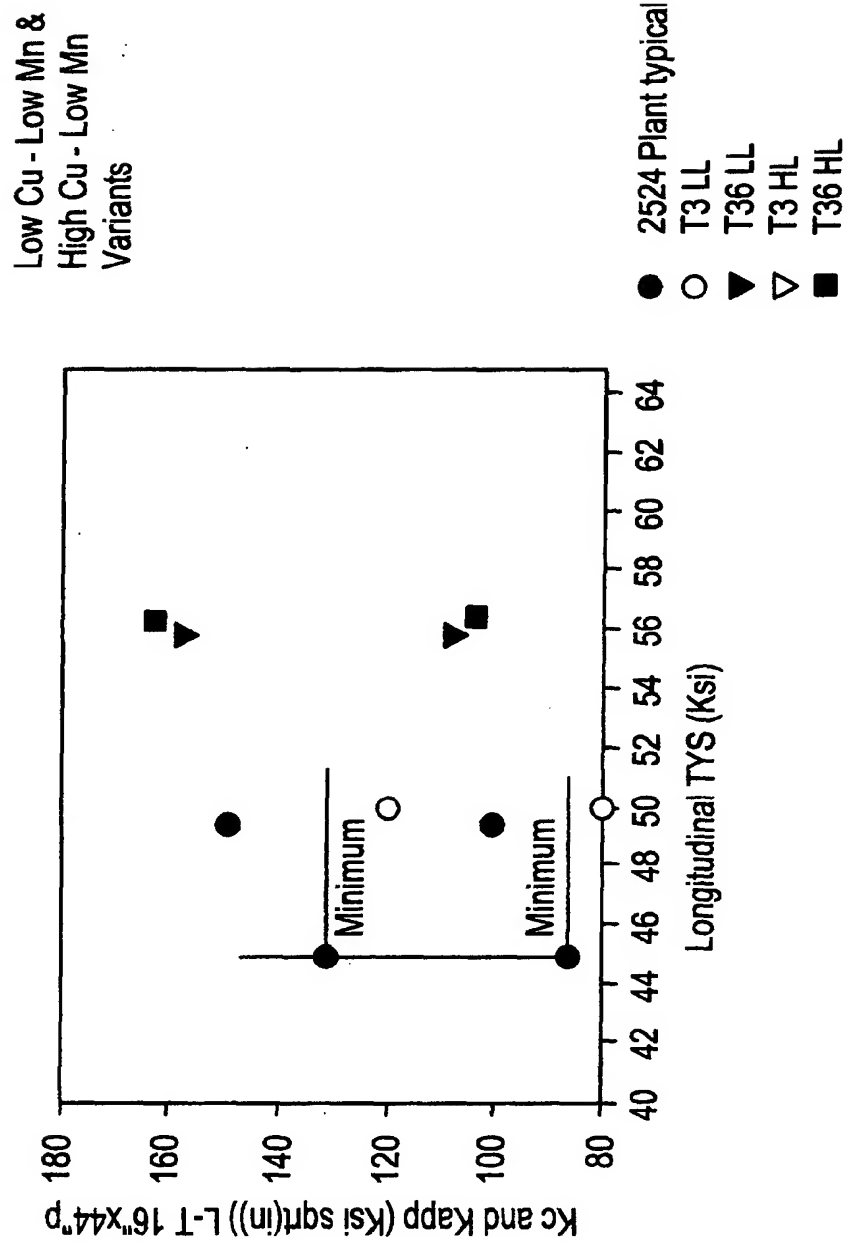 Low Cu - Low Mn &
High Cu - Low Mn
Variants
180
160
140
120
100
80
Kc and Kapp (Ksi sqrt(in)) L-T 16"x44"p
Minimum
Minimum
40 42 44 46 48 50 52 54 56 58 60 62 64
Longitudinal TYS (Ksi)
2524 Plant typical
T3 LL
T36 LL
T3 HL
T36 HL